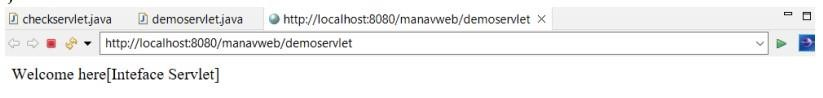 checkservlet.java demoservlet.java http://localhost:8080/manavweb/demoservlet
http://localhost:8080/manavweb/demoservlet
Welcome here[Inteface Servlet]